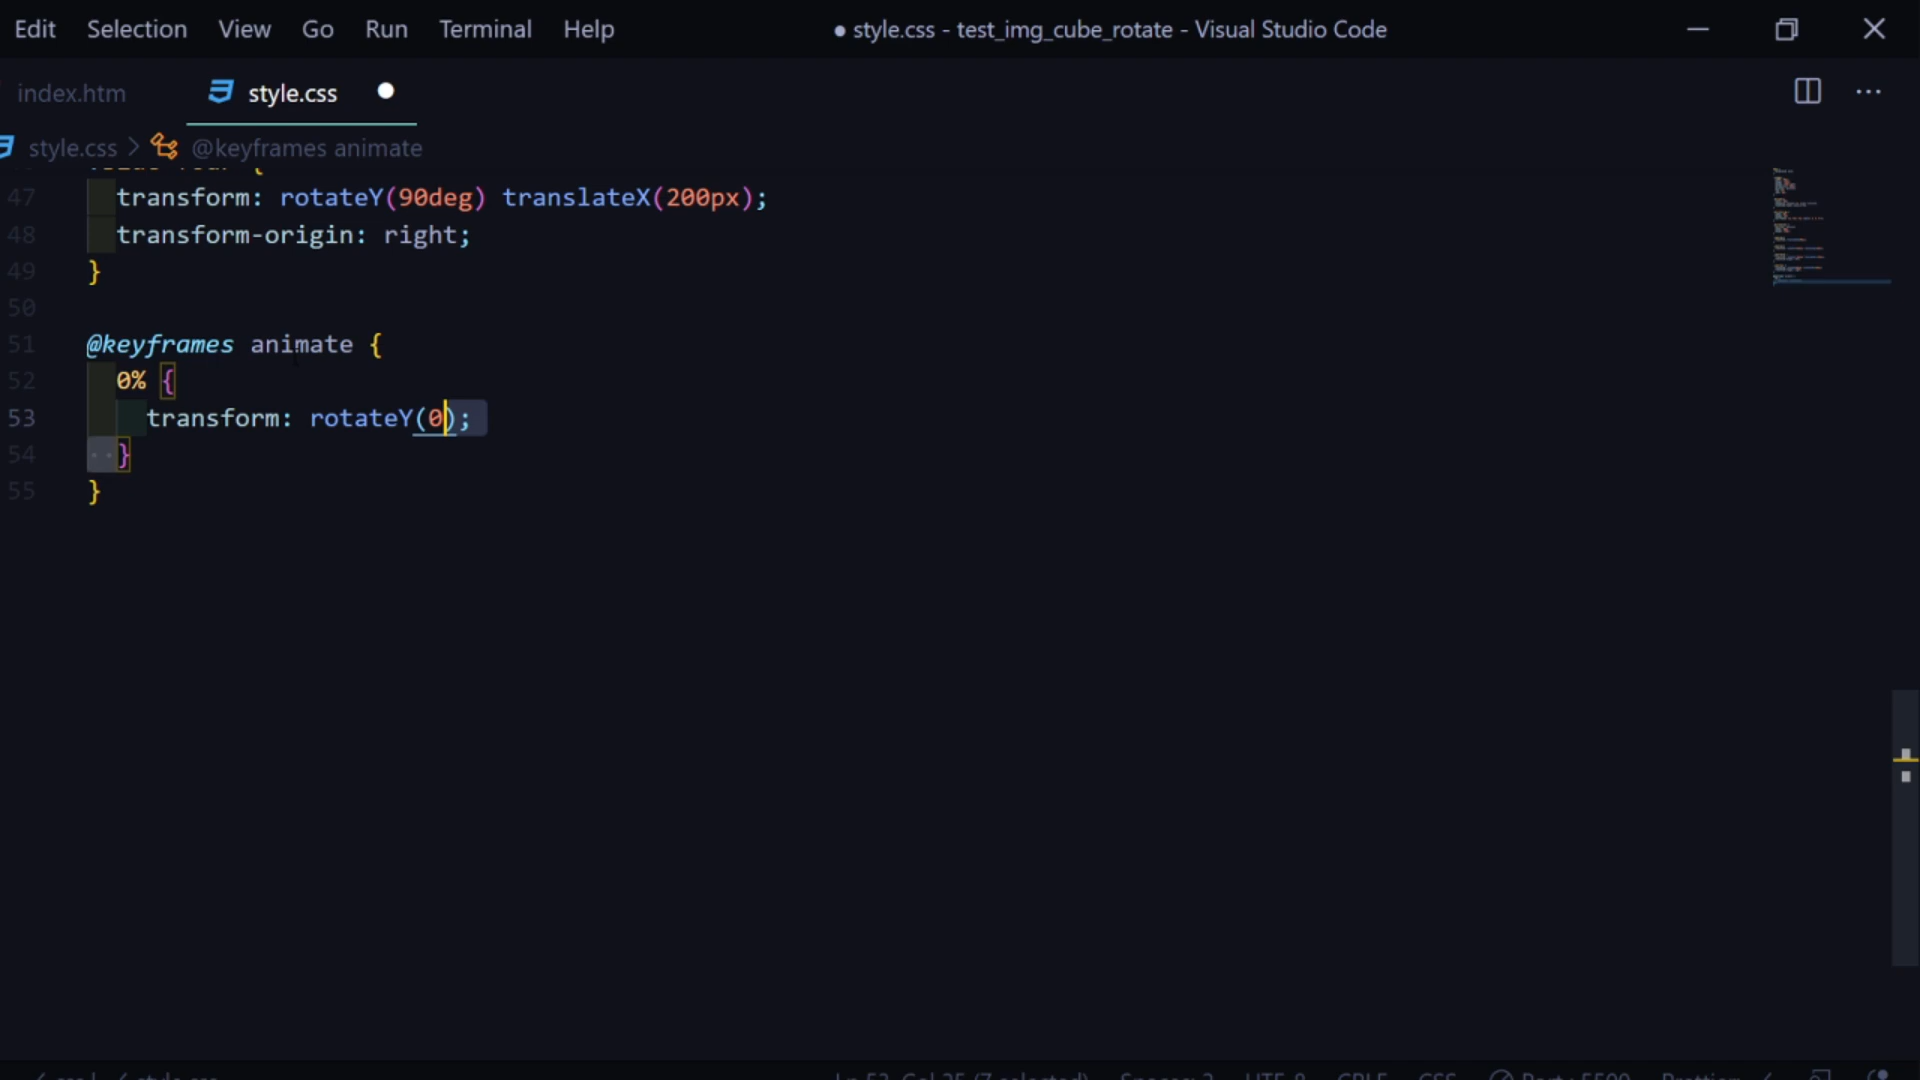 Edit Selection View Go Run Terminal Help ● style.css - test_img_cube_rotate - Visual Studio Code
index.htm style.css
style.css > @keyframes animate
47 transform: rotateY(90deg) translateX(200px);
48 transform-origin: right;
49 }
50
51 @keyframes animate {
52 0% {
53 transform: rotateY(0);
54 }
55 }